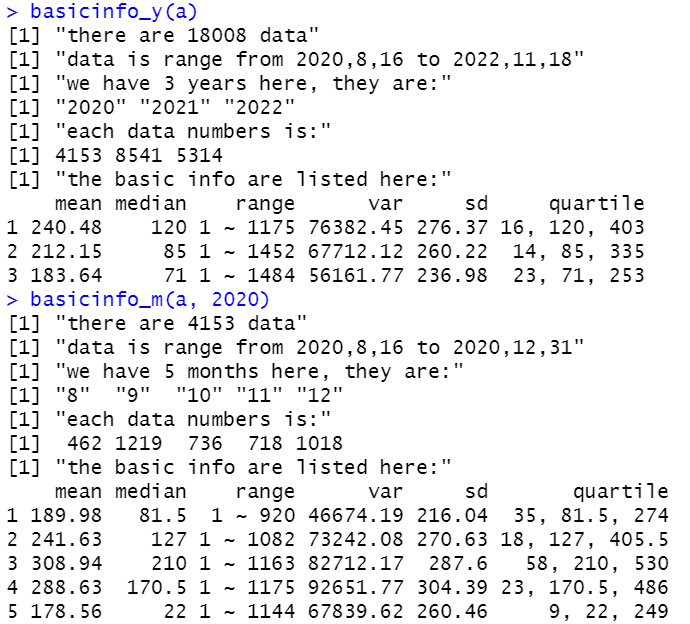 > basicinfo_y(a)
[1] "there are 18008 data"
[1] "data is range from 2020,8,16 to 2022,11,18"
[1] "we have 3 years here, they are:"
[1] "2020" "2021" "2022"
[1] "each data numbers is:"
[1] 4153 8541 5314
[1] "the basic info are listed here:"
    mean median    range      var     sd     quartile
1 240.48    120 1 ~ 1175 76382.45 276.37 16, 120, 403
2 212.15     85 1 ~ 1452 67712.12 260.22  14, 85, 335
3 183.64     71 1 ~ 1484 56161.77 236.98  23, 71, 253
> basicinfo_m(a, 2020)
[1] "there are 4153 data"
[1] "data is range from 2020,8,16 to 2020,12,31"
[1] "we have 5 months here, they are:"
[1] "8"  "9"  "10" "11" "12"
[1] "each data numbers is:"
[1]  462 1219  736  718 1018
[1] "the basic info are listed here:"
    mean median    range      var     sd       quartile
1 189.98   81.5  1 ~ 920 46674.19 216.04  35, 81.5, 274
2 241.63    127 1 ~ 1082 73242.08 270.63 18, 127, 405.5
3 308.94    210 1 ~ 1163 82712.17  287.6   58, 210, 530
4 288.63  170.5 1 ~ 1175 92651.77 304.39 23, 170.5, 486
5 178.56     22 1 ~ 1144 67839.62 260.46     9, 22, 249